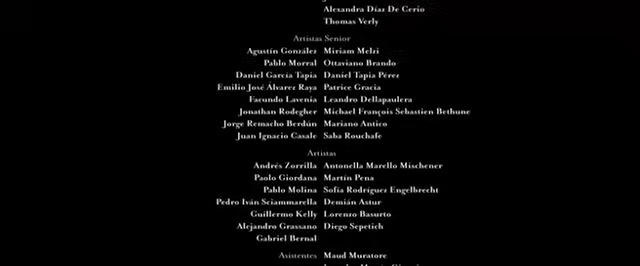 Alexandra Díaz De Cerio
Thomas Verly
Artistas Senior
Agustín González Miriam Melzi
Pablo Morral Ottaviano Brando
Daniel García Tapia Daniel Tapia Pérez
Emilio José Álvarez Raya Patrice Gracia
Facundo Lavenia Leandro Dellapaulera
Jonathan Rodegher Michael François Sebastien Bethune
Jorge Remacho Berdún Mariano Antico
Juan Ignacio Casale Saba Rouchafe
Artistas
Andrés Zorrilla Antonella Marello Mischener
Paolo Giordana Martín Pena
Pablo Molina Sofia Rodríguez Engelbrecht
Pedro Iván Sciammarella Demián Astur
Guillermo Kelly Lorenzo Basurto
Alejandro Grassano Diego Sepetich
Gabriel Bernal
Asistentes Maud Muratore